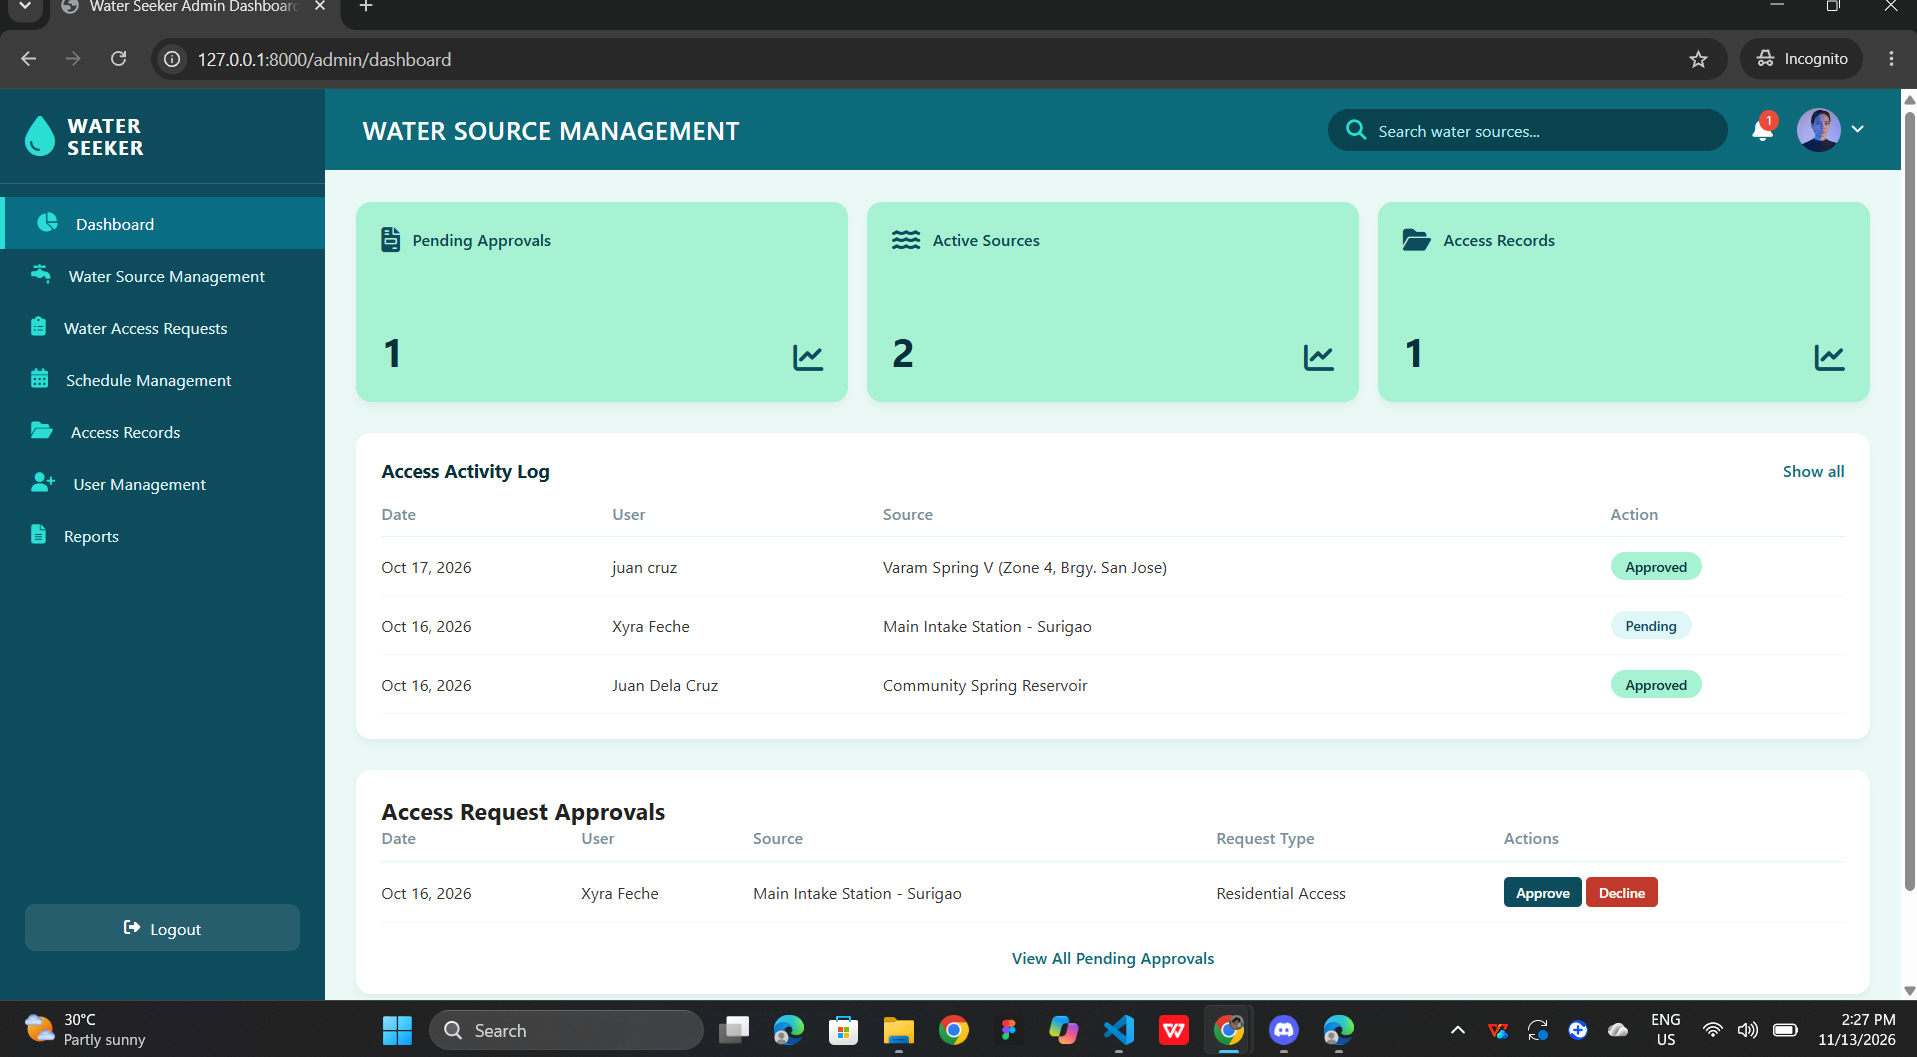 Water Seeker Admin Dashboard
127.0.0.1:8000/admin/dashboard
Incognito
WATER
SEEKER
WATER SOURCE MANAGEMENT
Search water sources...
1
Dashboard
Water Source Management
Water Access Requests
Schedule Management
Access Records
User Management
Reports
Logout
Pending Approvals
1
Active Sources
2
Access Records
1
Access Activity Log
Show all
Date User Source Action
Oct 17, 2026 juan cruz Varam Spring V (Zone 4, Brgy. San Jose) Approved
Oct 16, 2026 Xyra Feche Main Intake Station - Surigao Pending
Oct 16, 2026 Juan Dela Cruz Community Spring Reservoir Approved
Access Request Approvals
Date User Source Request Type Actions
Oct 16, 2026 Xyra Feche Main Intake Station - Surigao Residential Access Approve Decline
View All Pending Approvals
30°C
Partly sunny
Search
ENG
US
2:27 PM
11/13/2026